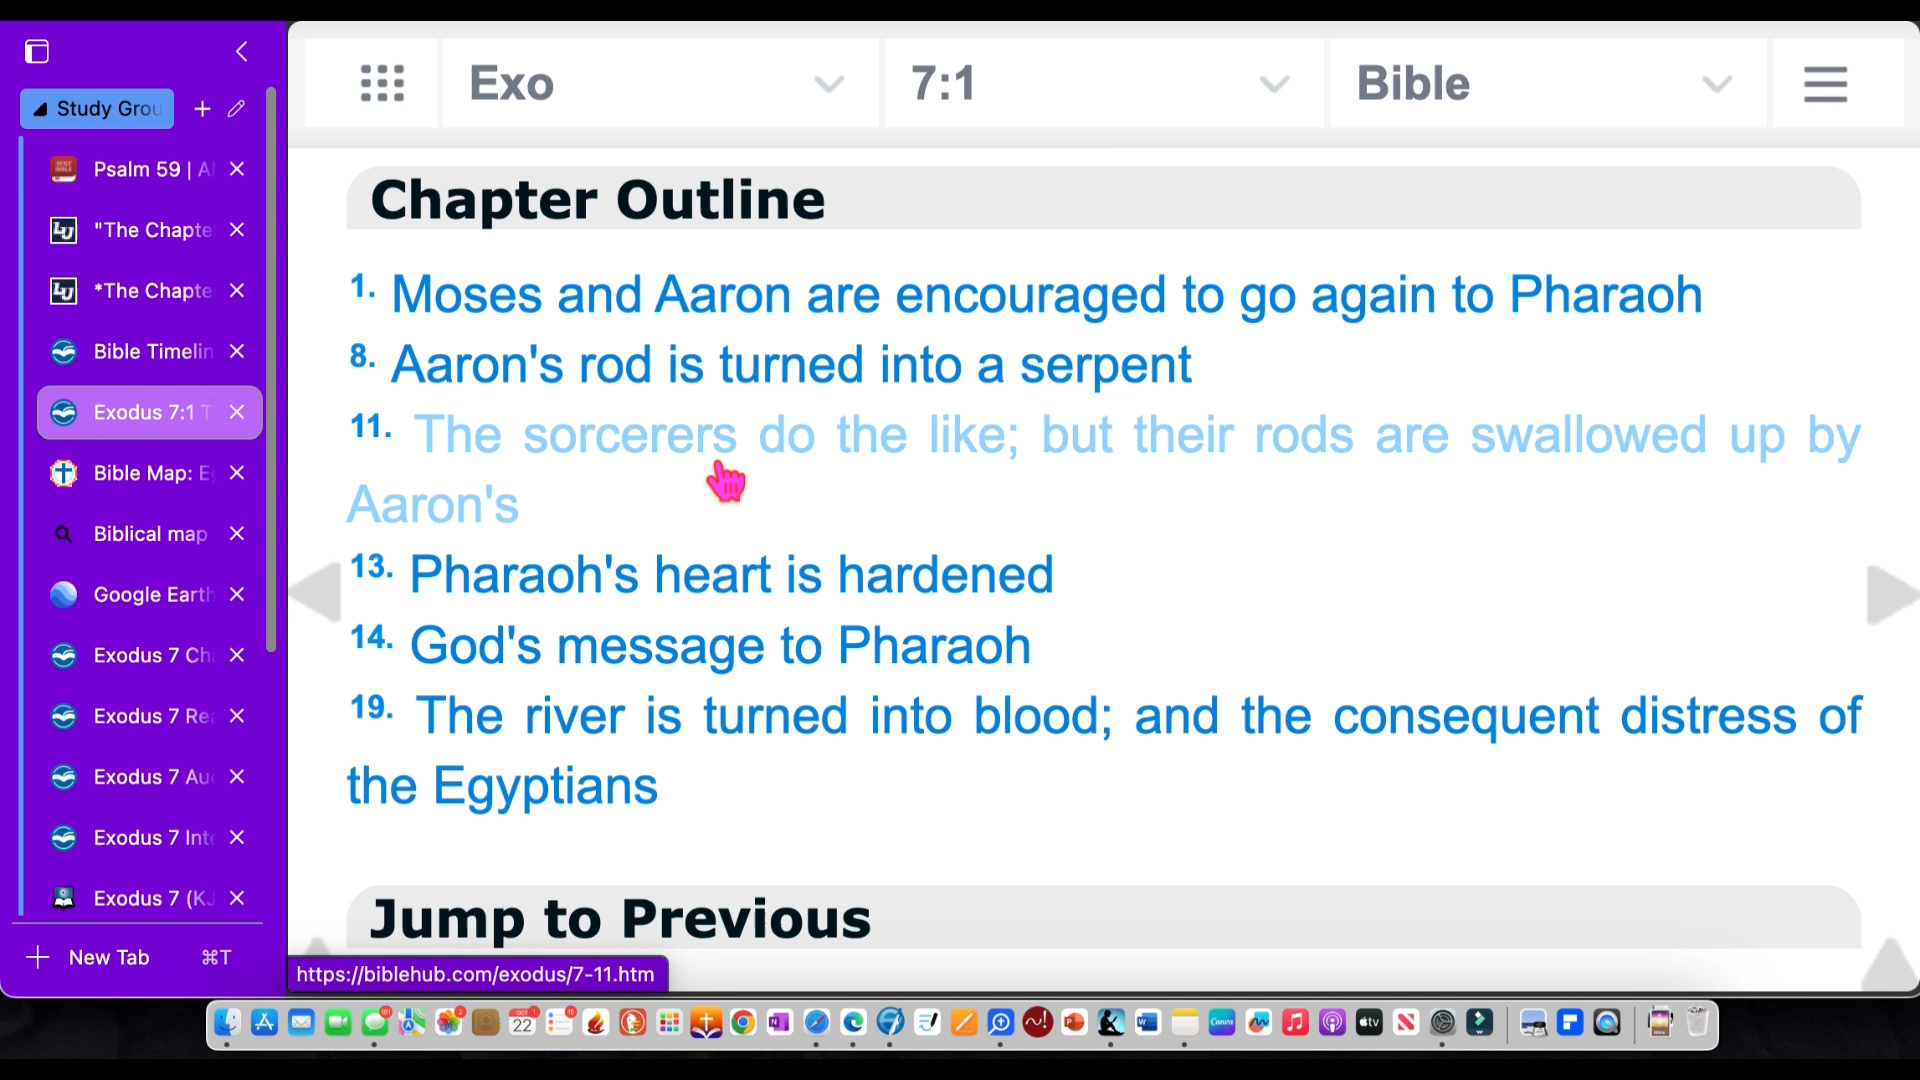 Exo
7:1
Bible
Study Grou
Psalm 59 | Al
"The Chapte
*The Chapte
Bible Timelin
Exodus 7:1 T
Bible Map: E
Biblical map
Google Earth
Exodus 7 Ch
Exodus 7 Re
Exodus 7 Au
Exodus 7 Int
Exodus 7 (KJ
New Tab ⌘T
Chapter Outline
1. Moses and Aaron are encouraged to go again to Pharaoh
8. Aaron's rod is turned into a serpent
11. The sorcerers do the like; but their rods are swallowed up by
Aaron's
13. Pharaoh's heart is hardened
14. God's message to Pharaoh
19. The river is turned into blood; and the consequent distress of
the Egyptians
Jump to Previous
https://biblehub.com/exodus/7-11.htm
OCT
22
Canva
tv